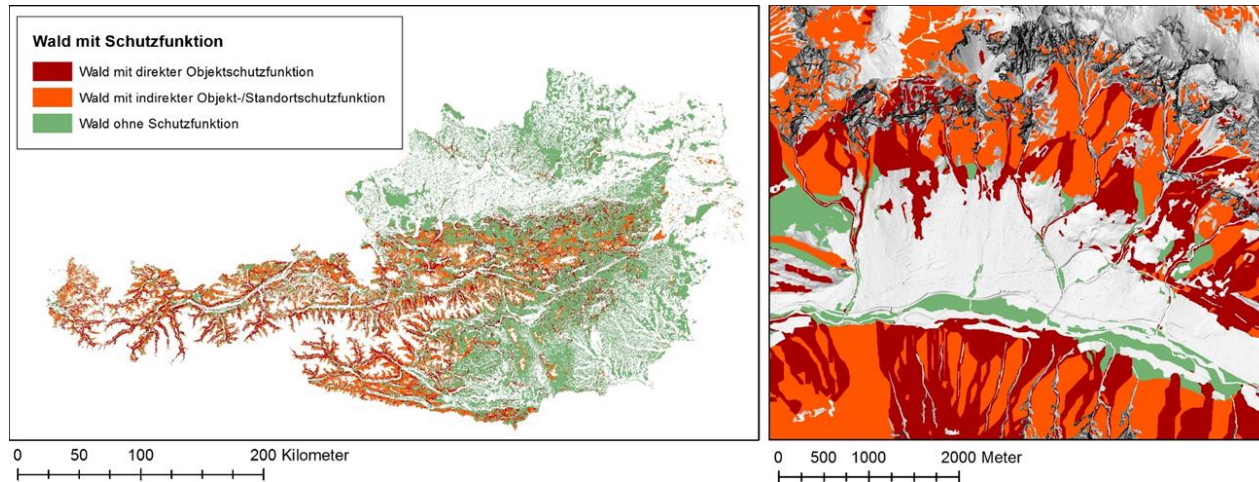 Wald mit Schutzfunktion
Wald mit direkter Objektschutzfunktion
Wald mit indirekter Objekt-/Standortschutzfunktion
Wald ohne Schutzfunktion
0 50 100 200 Kilometer
0 500 1000 2000 Meter